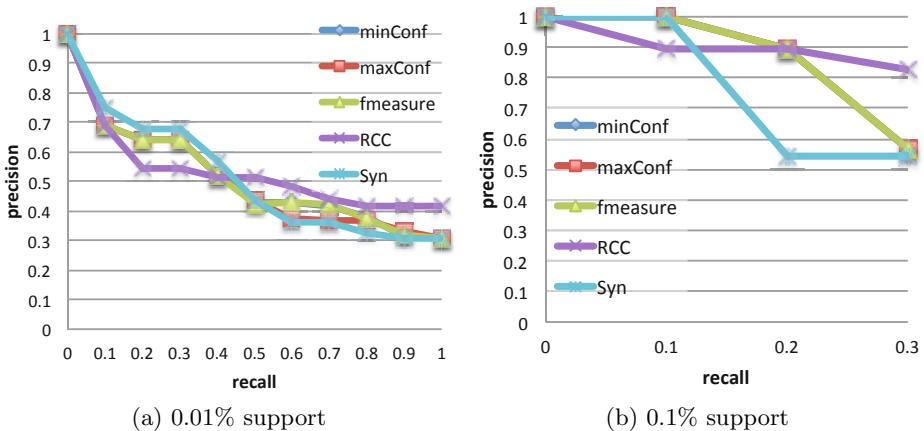 1
0.9
0.8
0.7
0.6
0.5
0.4
0.3
0.2
0.1
0
precision
minConf
maxConf
fmeasure
RCC
Syn
0 0.1 0.2 0.3 0.4 0.5 0.6 0.7 0.8 0.9 1
recall
(a) 0.01% support
1
0.9
0.8
0.7
0.6
0.5
0.4
0.3
0.2
0.1
0
precision
minConf
maxConf
fmeasure
RCC
Syn
0 0.1 0.2 0.3
recall
(b) 0.1% support